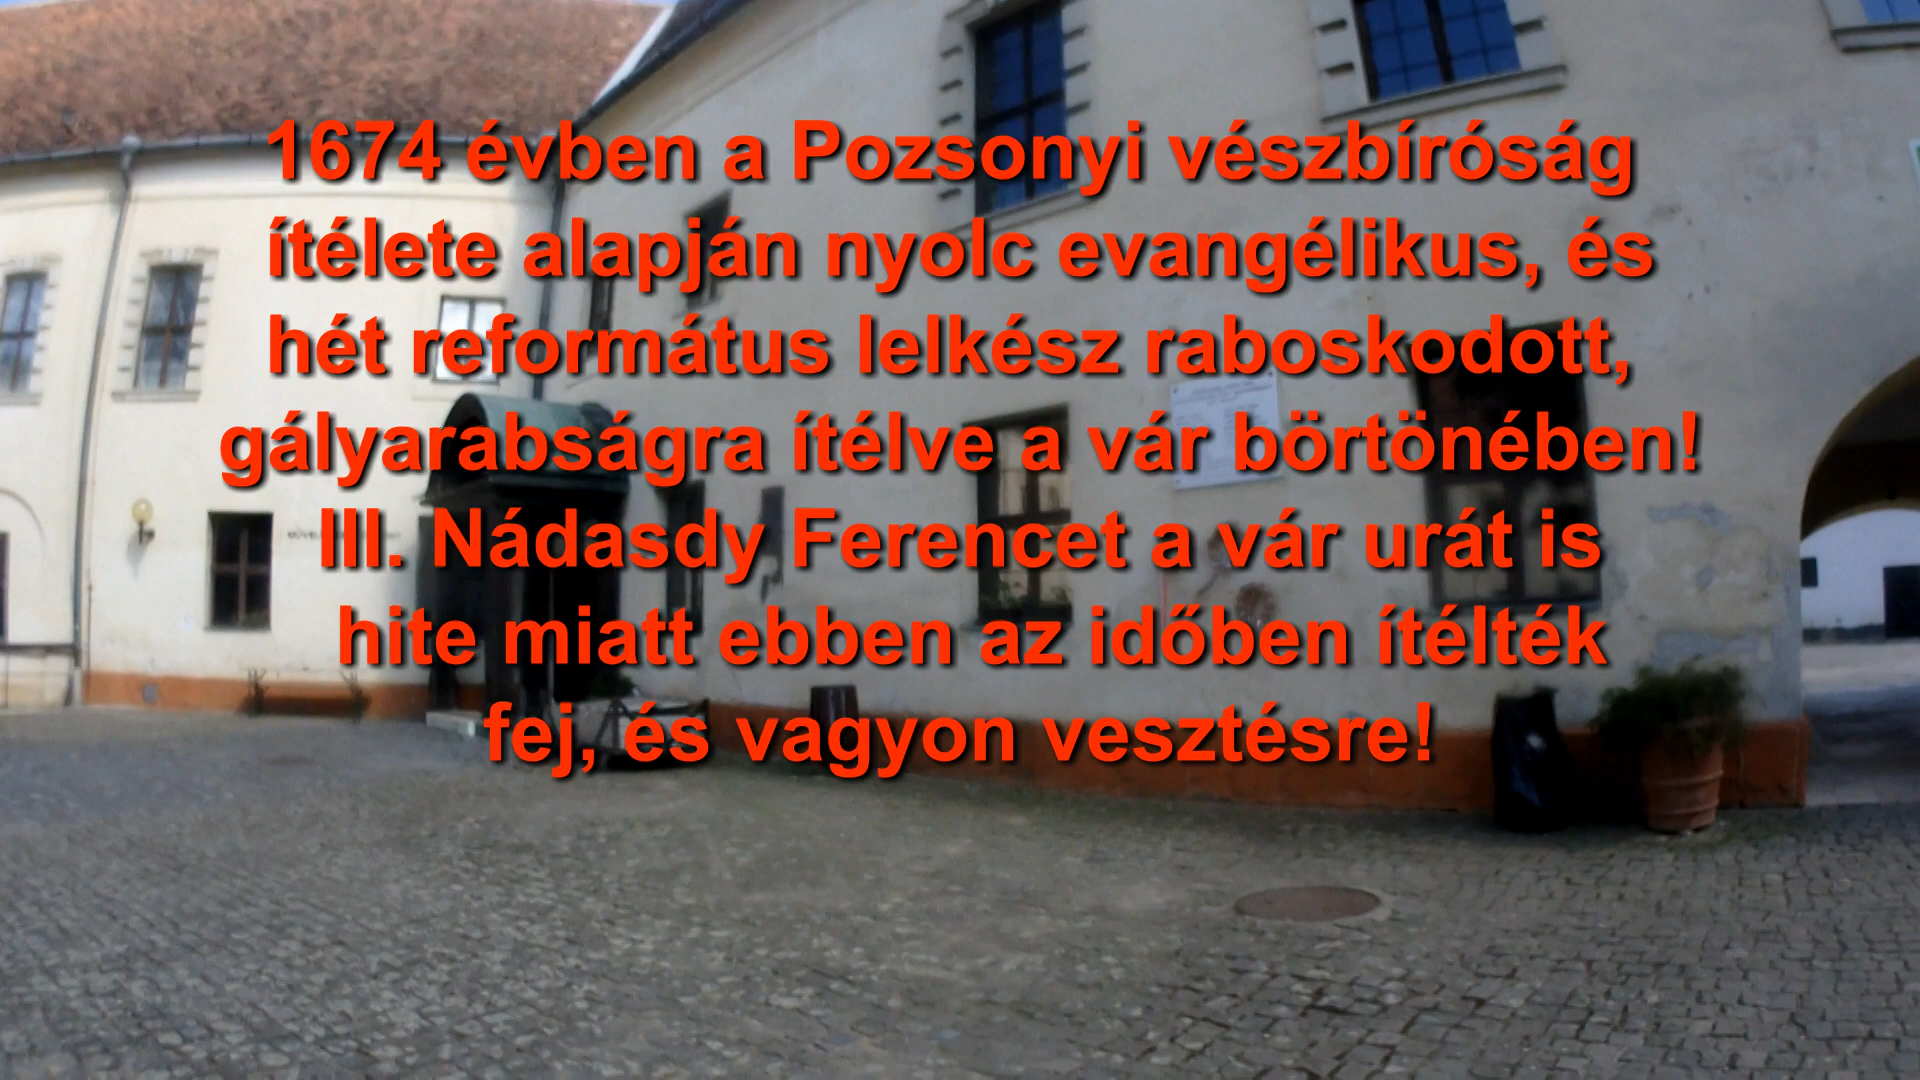 1674 évben a Pozsonyi vészbíróság
ítélete alapján nyolc evangélikus, és
hét református lelkész raboskodott,
gályarabságra ítélve a vár börtönében!
III. Nádasdy Ferencet a vár urát is
hite miatt ebben az időben ítélték
fej, és vagyon vesztésre!